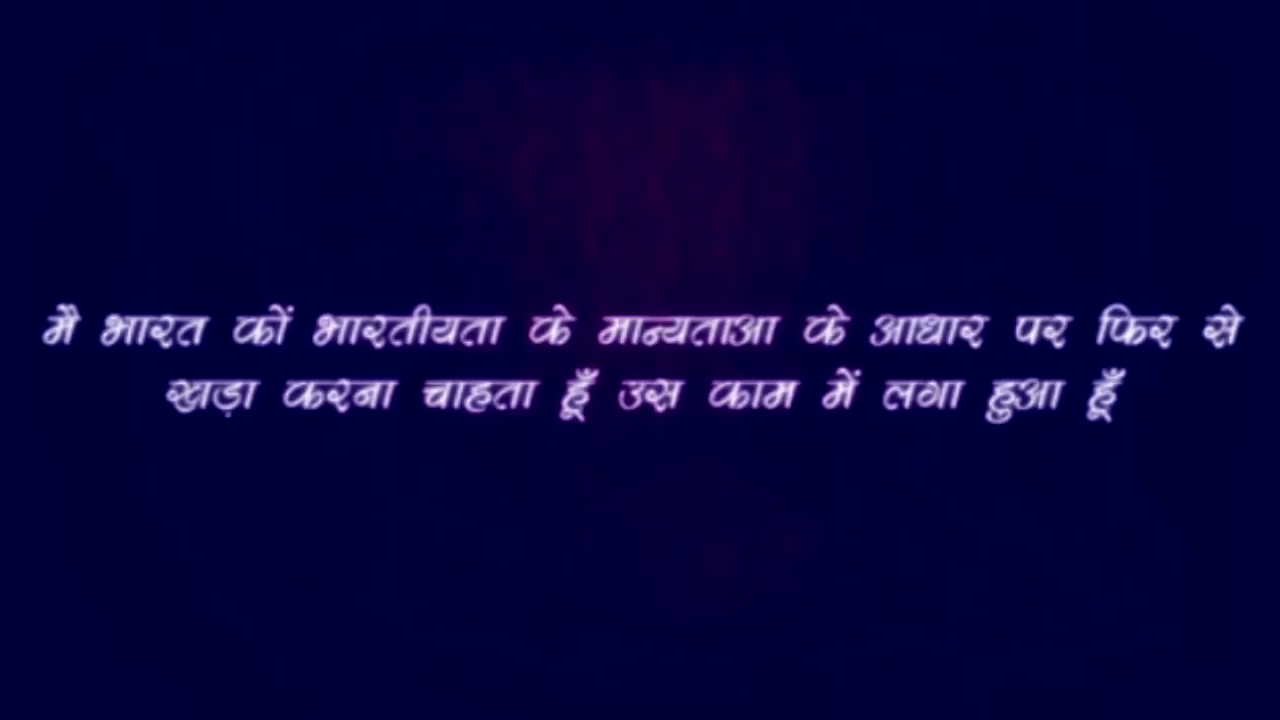 मै भारत कों भारतीयता के मान्यताआ के आधार पर फिर से
खड़ा करना चाहता हूँ उस काम में लगा हुआ हूँ